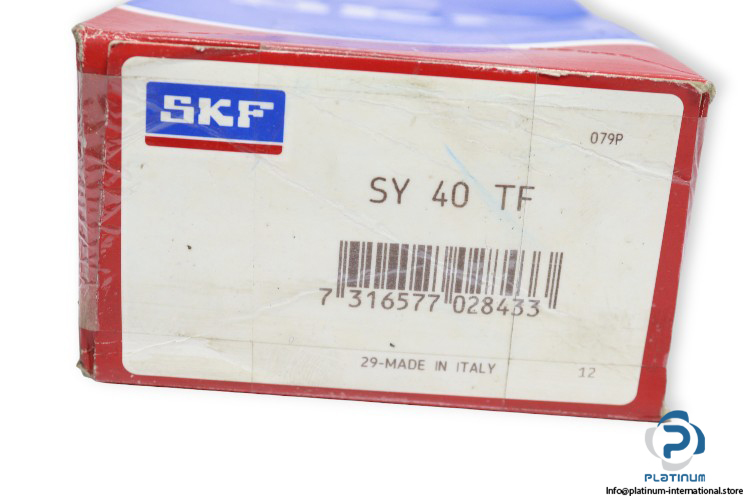 SKF
079P
SY 40 TF
7 316577 028433
29-MADE IN ITALY
12
PLATINUM
Info@platinum-international.store